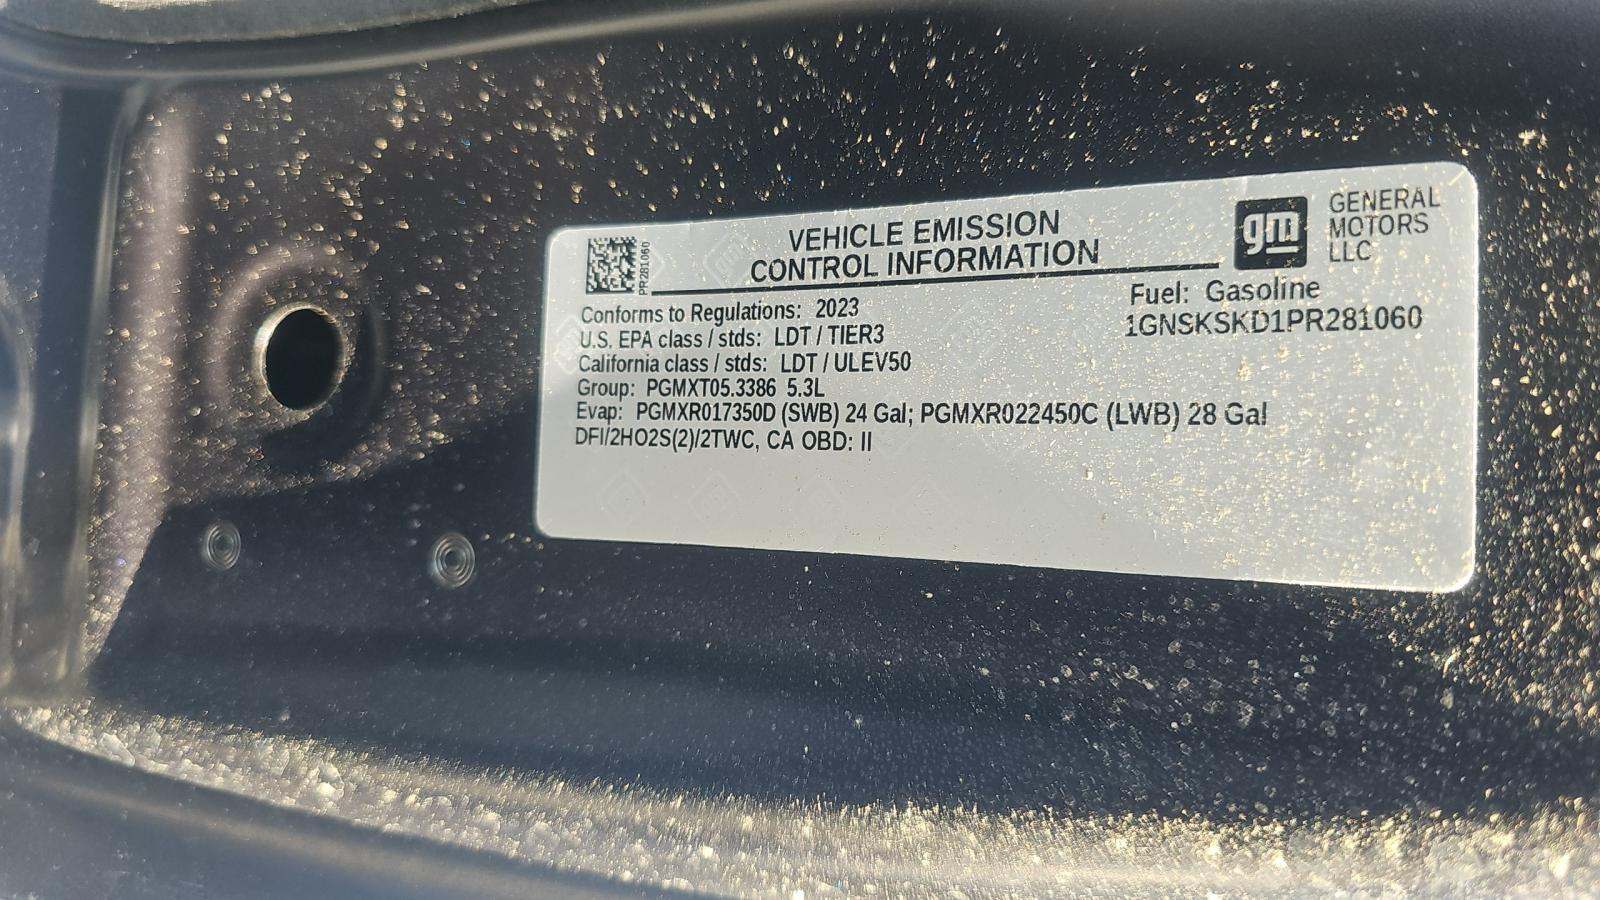 VEHICLE EMISSION
CONTROL INFORMATION
PR281060
gm
GENERAL
MOTORS
LLC
Conforms to Regulations: 2023
U.S. EPA class / stds: LDT / TIER3
California class / stds: LDT / ULEV50
Group: PGMXT05.3386 5.3L
Evap: PGMXR017350D (SWB) 24 Gal; PGMXR022450C (LWB) 28 Gal
DFI/2HO2S(2)/2TWC, CA OBD: II
Fuel: Gasoline
1GNSKSKD1PR281060